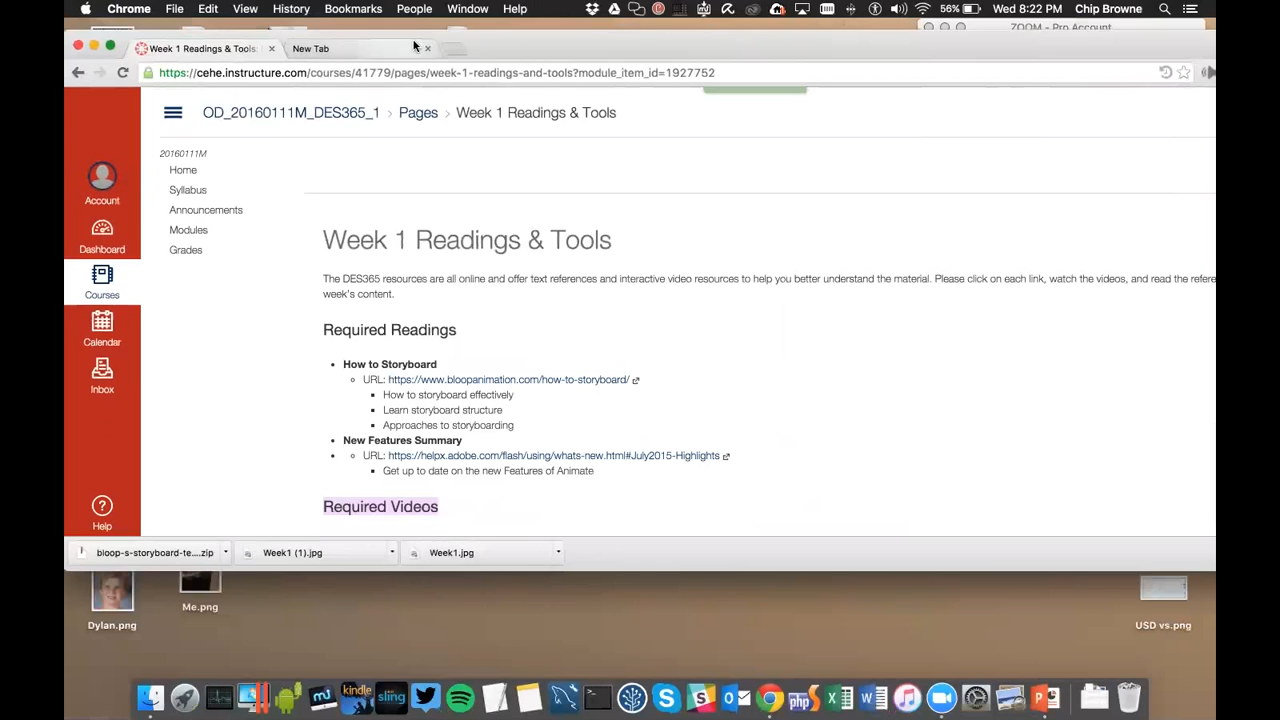 Chrome File Edit View History Bookmarks People Window Help 56% Wed 8:22 PM Chip Browne
ZOOM - Pro Account
Week 1 Readings & Tools: New Tab
https://cehe.instructure.com/courses/41779/pages/week-1-readings-and-tools?module_item_id=1927752
OD_20160111M_DES365_1 > Pages > Week 1 Readings & Tools
20160111M
Home
Syllabus
Announcements
Modules
Grades
Account
Dashboard
Courses
Calendar
Inbox
Help
Week 1 Readings & Tools
The DES365 resources are all online and offer text references and interactive video resources to help you better understand the material. Please click on each link, watch the videos, and read the refere
week's content.
Required Readings
How to Storyboard
URL: https://www.bloopanimation.com/how-to-storyboard/
How to storyboard effectively
Learn storyboard structure
Approaches to storyboarding
New Features Summary
URL: https://helpx.adobe.com/flash/using/whats-new.html#July2015-Highlights
Get up to date on the new Features of Animate
Required Videos
bloop-s-storyboard-te....zip Week1 (1).jpg Week1.jpg
Dylan.png
Me.png
USD vs.png
kindle
sling
php